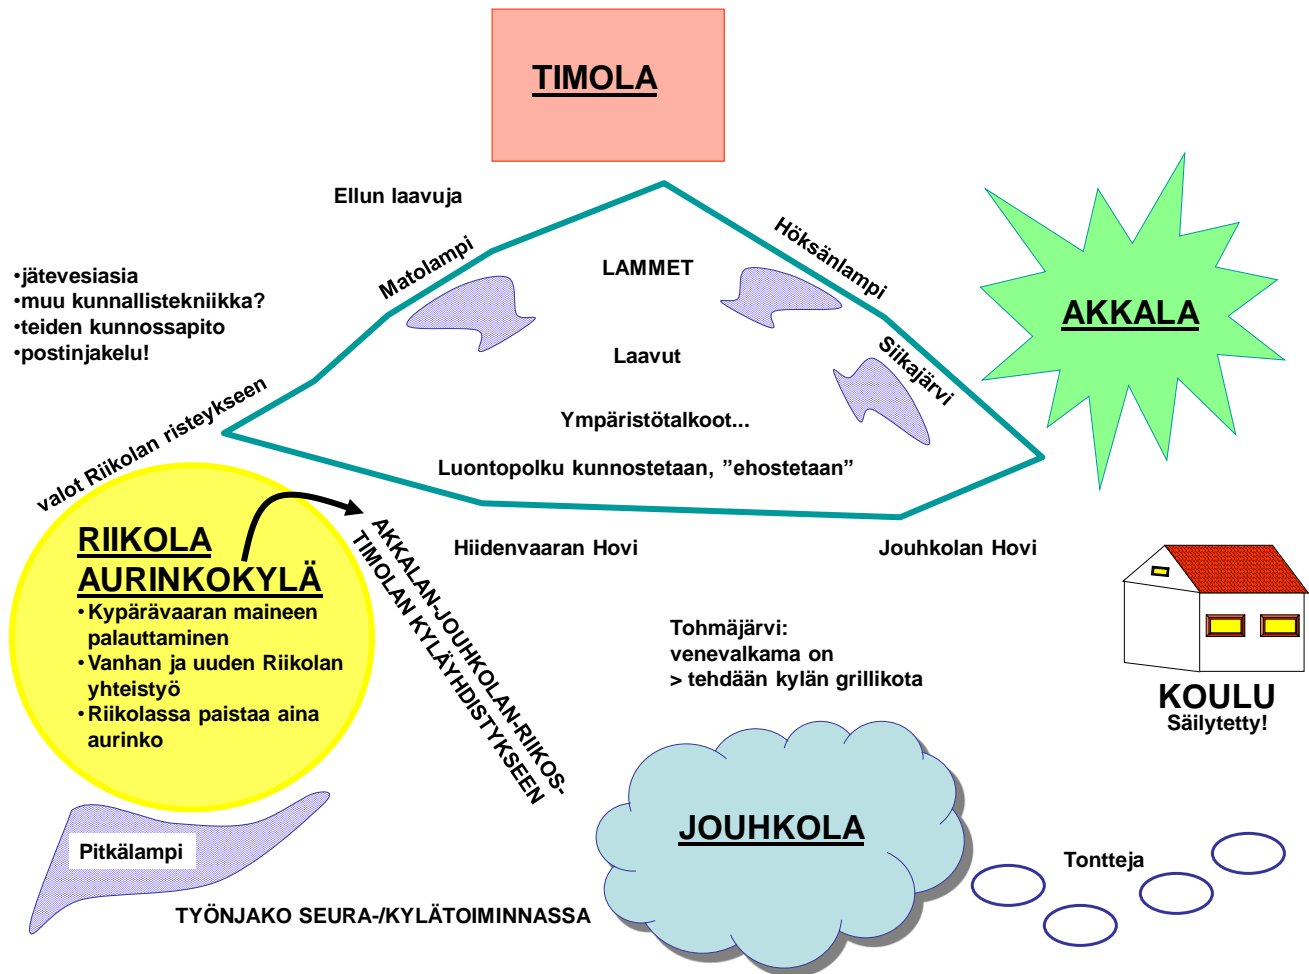 TIMOLA
Ellun laavuja
Matolampi
LAMMET
Höksänlampi
Siikajärvi
AKKALA
•jätevesiasia
•muu kunnallistekniikka?
•teiden kunnossapito
•postinjakelu!
Laavut
Ympäristötalkoot...
Luontopolku kunnostetaan, ”ehostetaan”
valot Riikolan risteykseen
RIIKOLA
AURINKOKYLÄ
•Kypärävaaran maineen
palauttaminen
•Vanhan ja uuden Riikolan
yhteistyö
•Riikolassa paistaa aina
aurinko
AKKALAN-JOUHKOLAN-RIIKOS-
TIMOLAN KYLÄYHDISTYKSEEN
Hiidenvaaran Hovi
Jouhkolan Hovi
Tohmäjärvi:
venevalkama on
> tehdään kylän grillikota
KOULU
Säilytetty!
JOUHKOLA
Pitkälampi
Tontteja
TYÖNJAKO SEURA-/KYLÄTOIMINNASSA